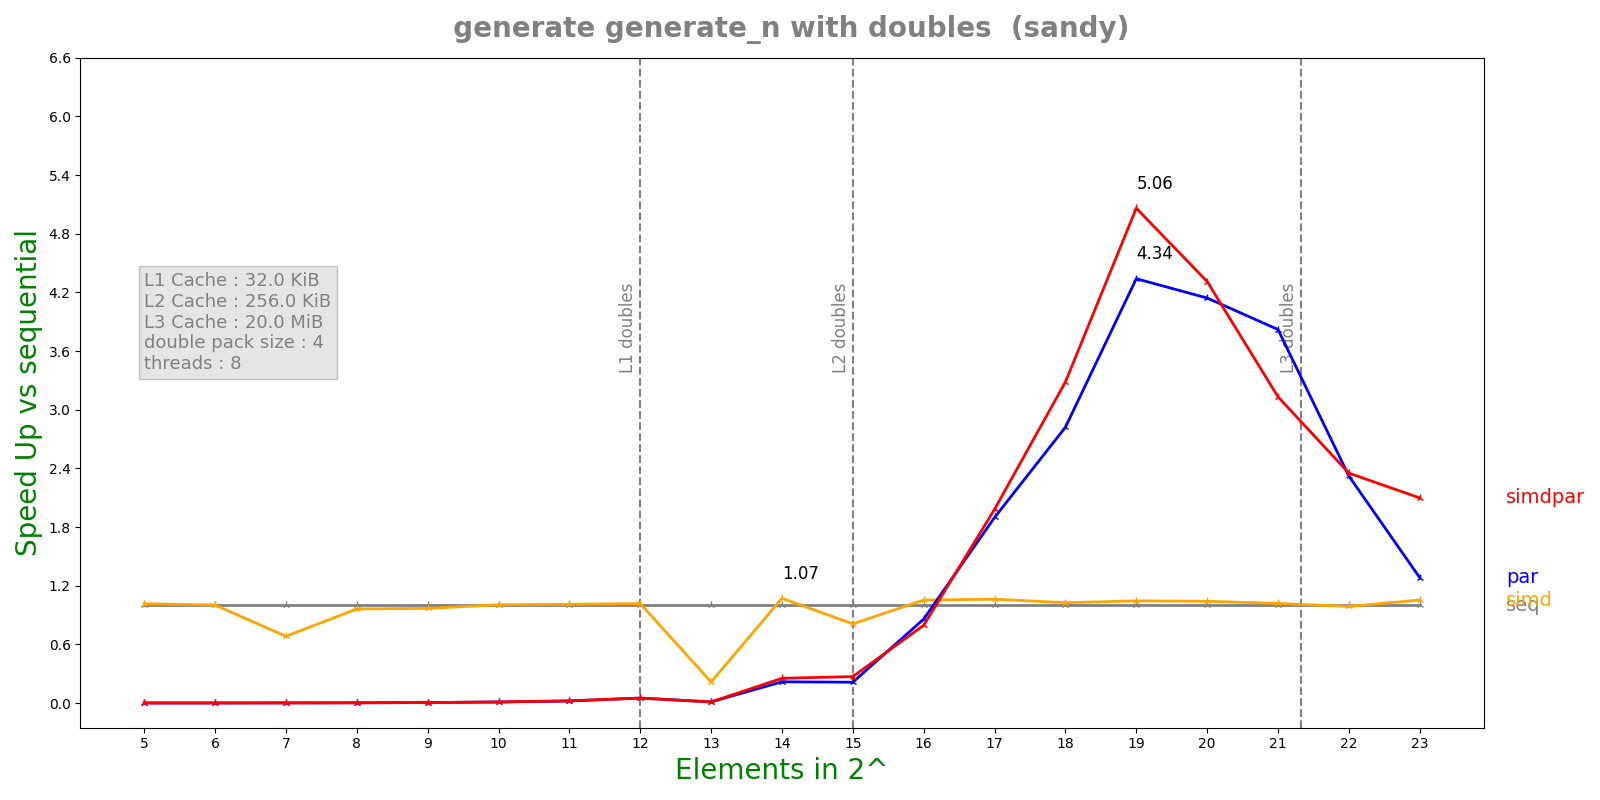 generate generate_n with doubles  (sandy)
Speed Up vs sequential
6.6
6.0
5.4
4.8
4.2
3.6
3.0
2.4
1.8
1.2
0.6
0.0
L1 Cache : 32.0 KiB
L2 Cache : 256.0 KiB
L3 Cache : 20.0 MiB
double pack size : 4
threads : 8
L1 doubles
L2 doubles
L3 doubles
5.06
4.34
1.07
simdpar
par
simd
seq
5 6 7 8 9 10 11 12 13 14 15 16 17 18 19 20 21 22 23
Elements in 2^